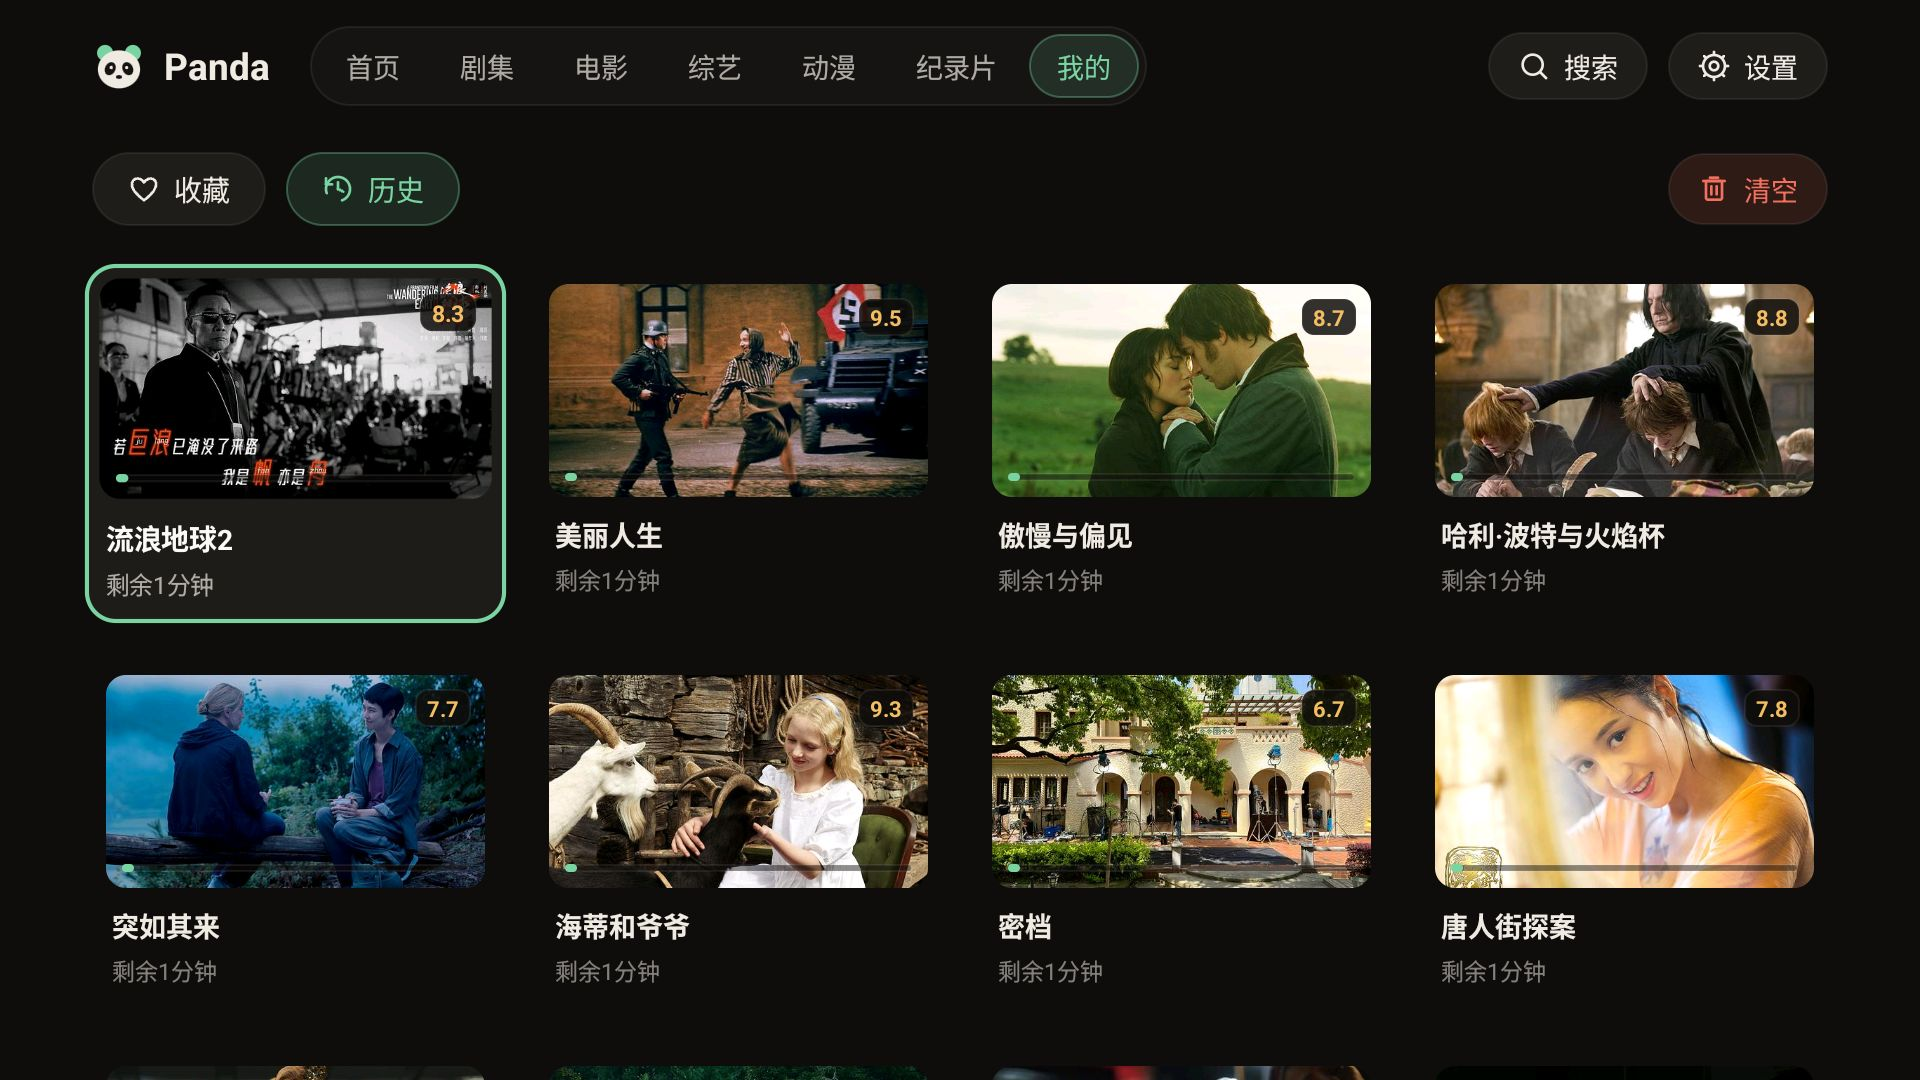 Panda
首页
剧集
电影
综艺
动漫
纪录片
我的
搜索
设置
收藏
历史
清空
THE WANDERING
8.3
若巨浪已淹没了来路
我是帆亦是舟
流浪地球2
剩余1分钟
9.5
美丽人生
剩余1分钟
8.7
傲慢与偏见
剩余1分钟
8.8
哈利·波特与火焰杯
剩余1分钟
7.7
突如其来
剩余1分钟
9.3
海蒂和爷爷
剩余1分钟
6.7
密档
剩余1分钟
7.8
唐人街探案
剩余1分钟